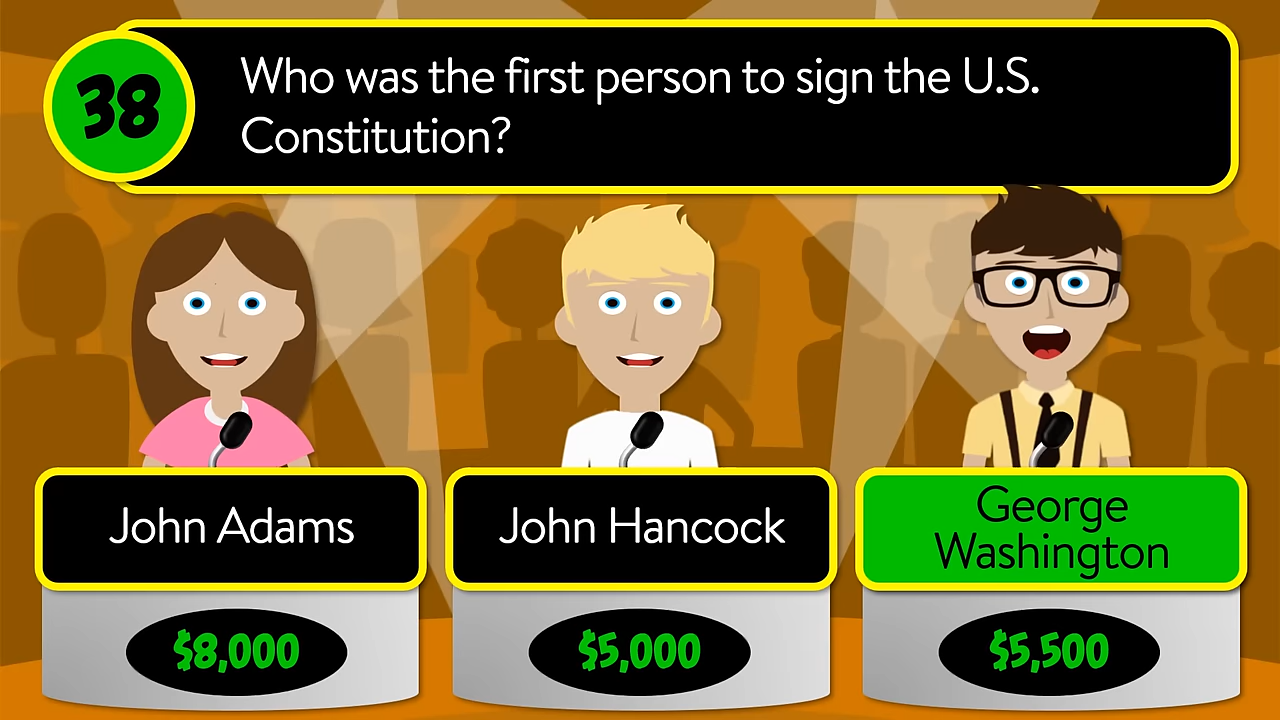 38
Who was the first person to sign the U.S.
Constitution?
John Adams
John Hancock
George
Washington
$8,000
$5,000
$5,500